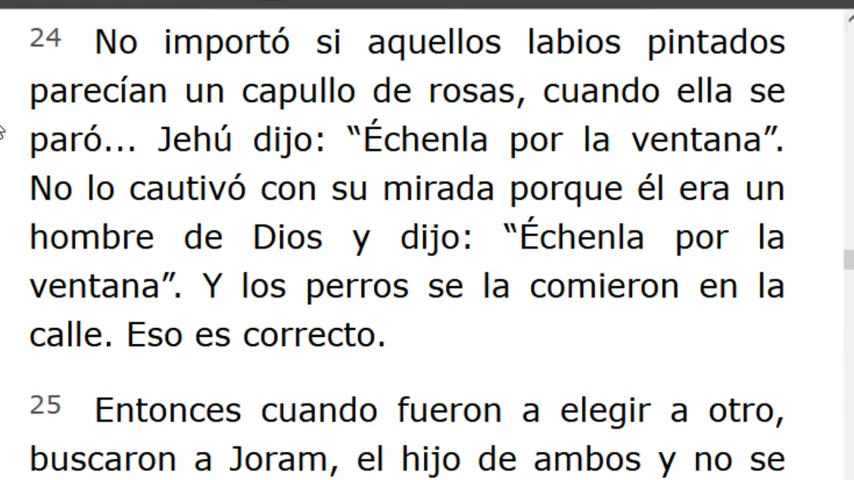 24 No importó si aquellos labios pintados
parecían un capullo de rosas, cuando ella se
paró... Jehú dijo: “Échenla por la ventana”.
No lo cautivó con su mirada porque él era un
hombre de Dios y dijo: “Échenla por la
ventana”. Y los perros se la comieron en la
calle. Eso es correcto.
25 Entonces cuando fueron a elegir a otro,
buscaron a Joram, el hijo de ambos y no se